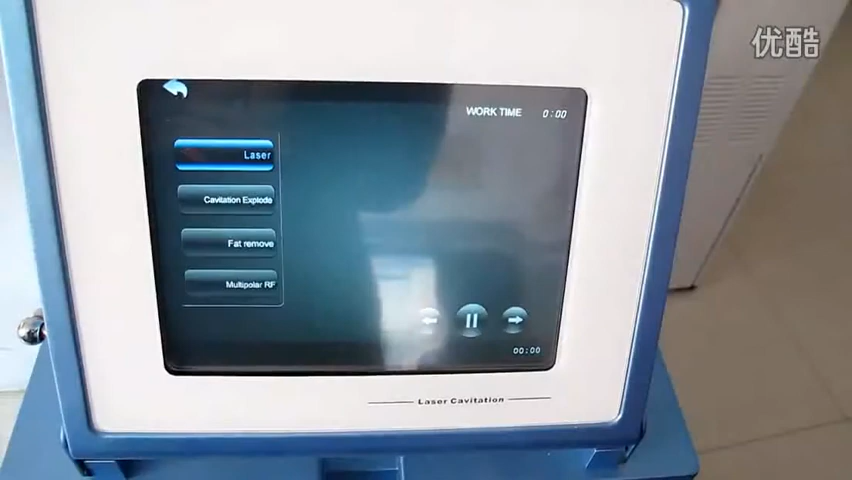 优酷
WORK TIME 0:00
Laser
Cavitation Explode
Fat remove
Multipolar RF
00:00
Laser Cavitation